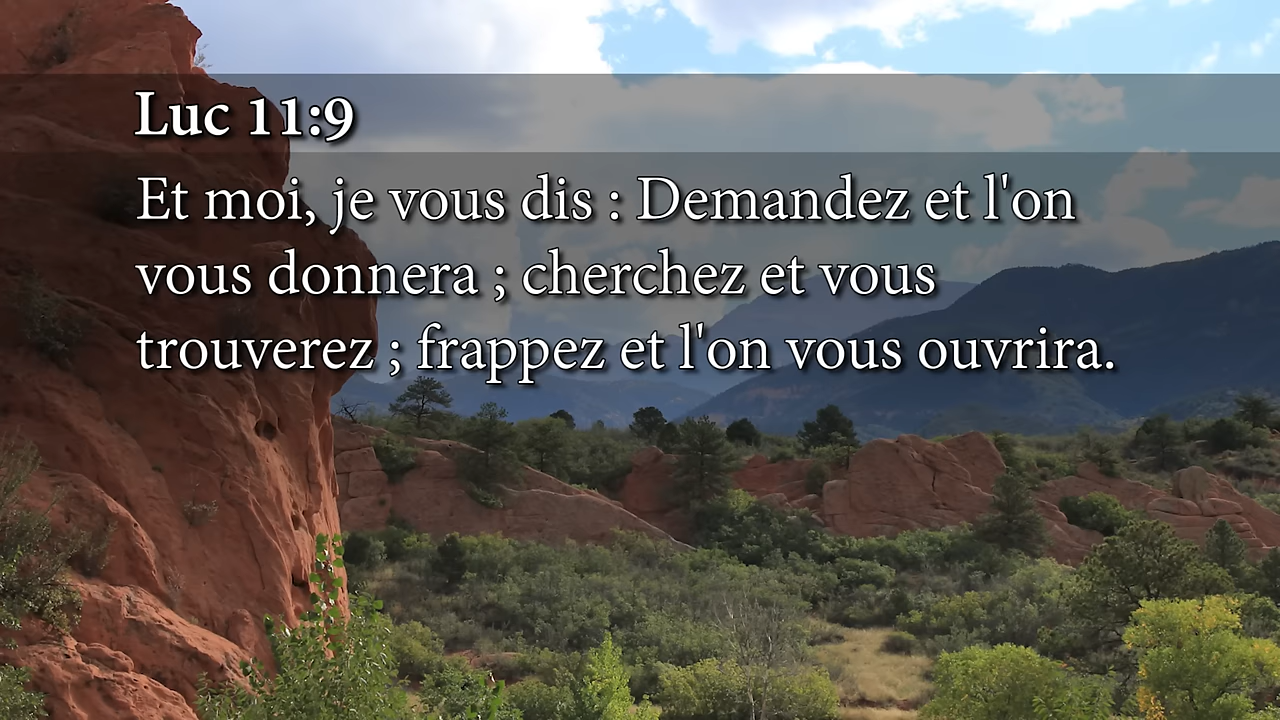 Luc 11:9
Et moi, je vous dis : Demandez et l'on
vous donnera ; cherchez et vous
trouverez ; frappez et l'on vous ouvrira.